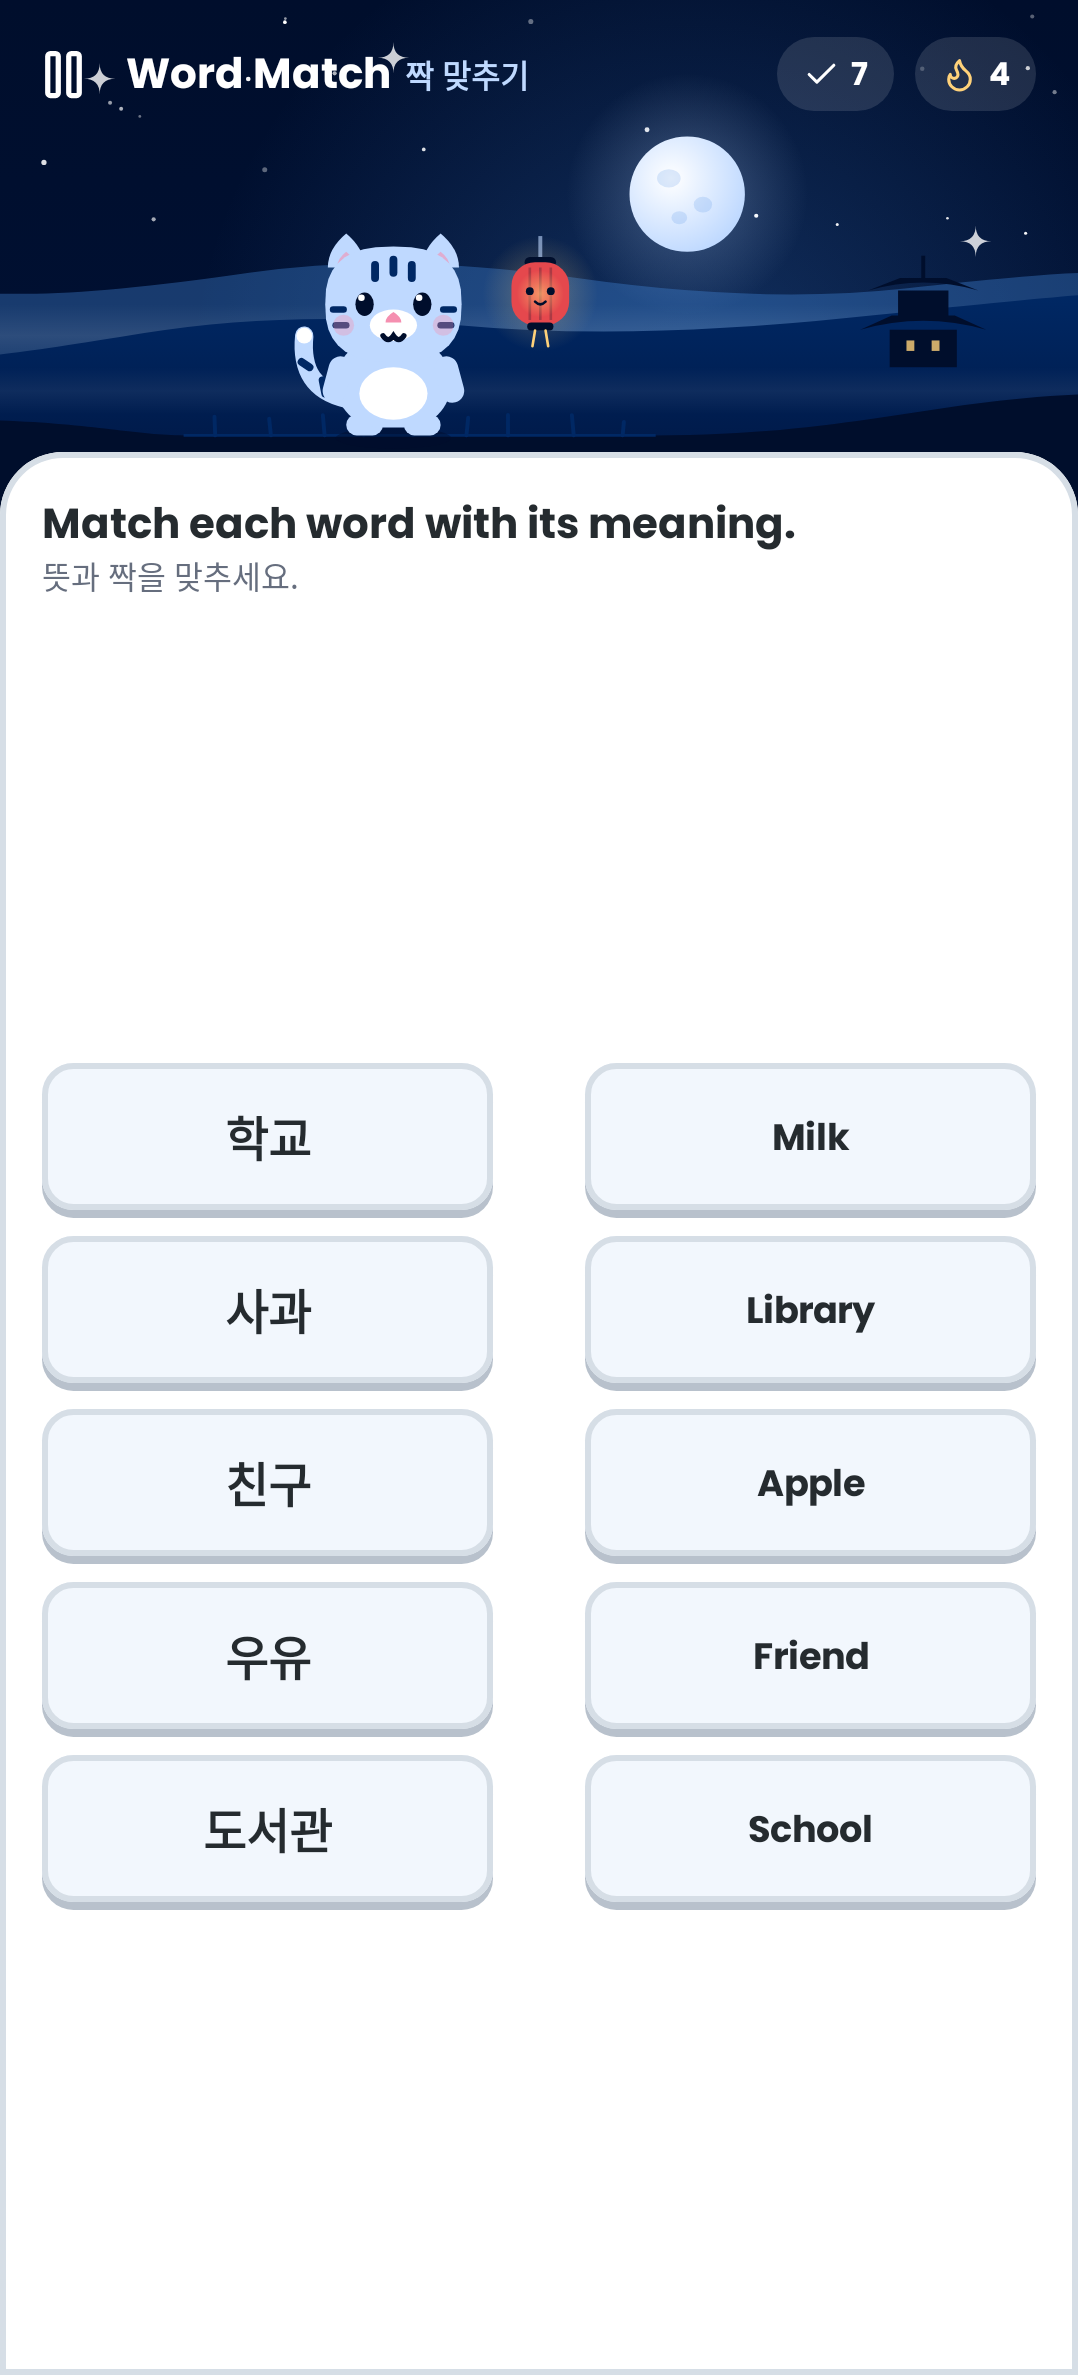 Word·Match 짝 맞추기
7
4
Match each word with its meaning.
뜻과 짝을 맞추세요.
학교
Milk
사과
Library
친구
Apple
우유
Friend
도서관
School